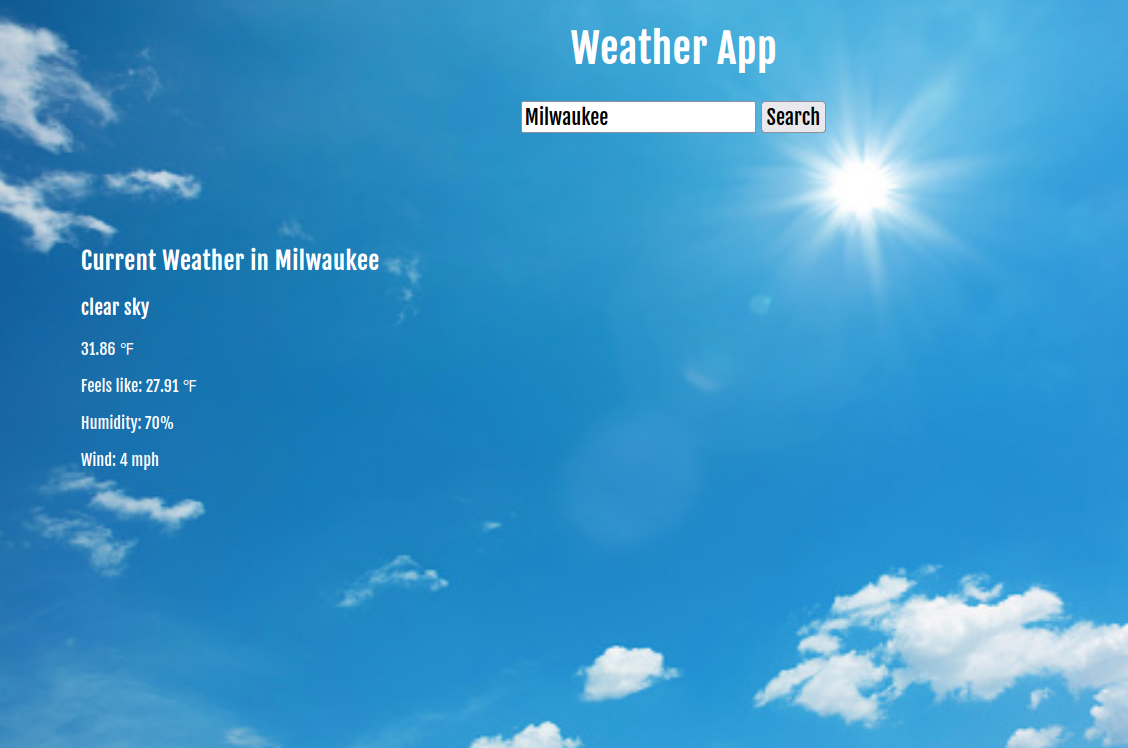 Weather App
Milwaukee Search
Current Weather in Milwaukee
clear sky
31.86 °F
Feels like: 27.91 °F
Humidity: 70%
Wind: 4 mph